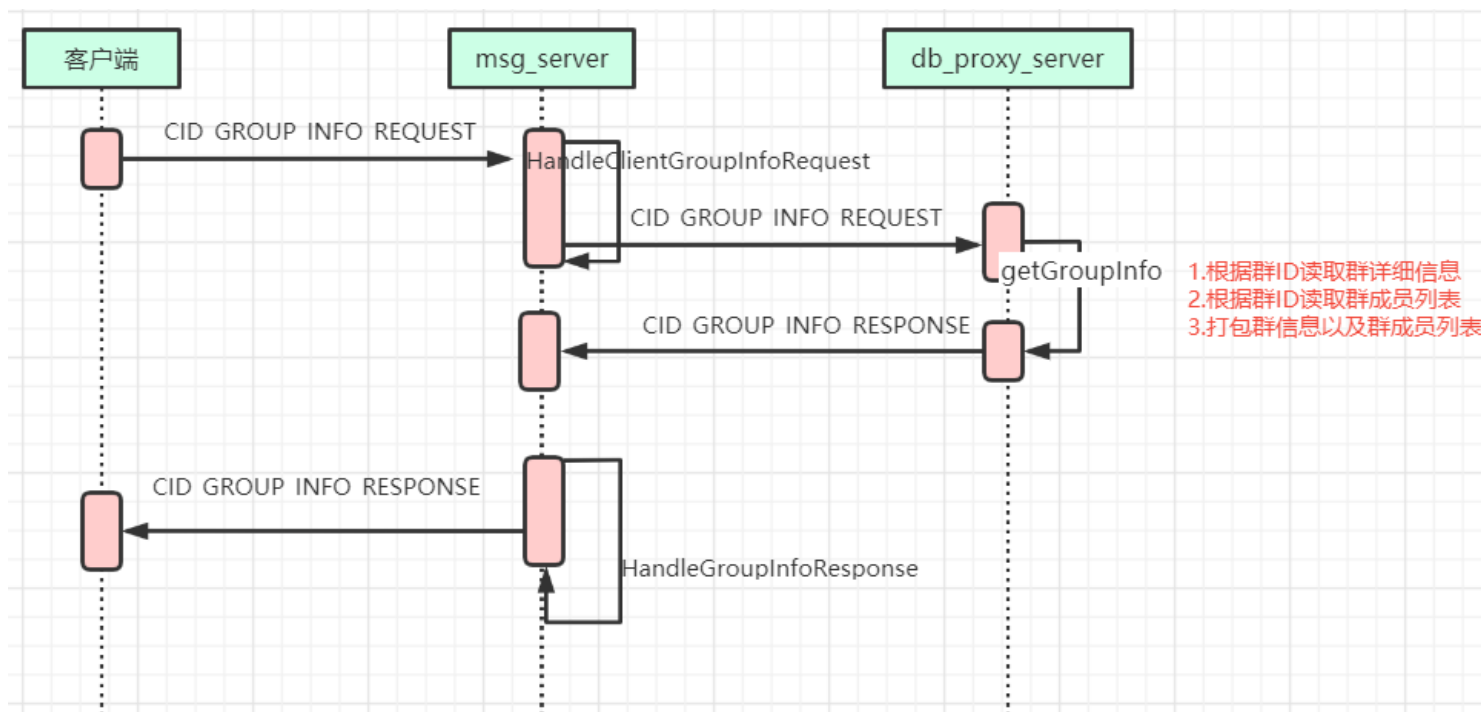 客户端
msg_server
db_proxy_server
CID GROUP INFO REQUEST
HandleClientGroupInfoRequest
CID GROUP INFO REQUEST
getGroupInfo
1.根据群ID读取群详细信息
2.根据群ID读取群成员列表
3.打包群信息以及群成员列表
CID GROUP INFO RESPONSE
CID GROUP INFO RESPONSE
HandleGroupInfoResponse